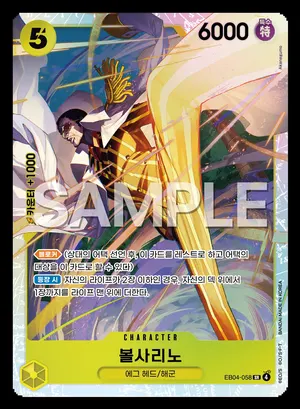 5
6000
특수
特
카운터 +1000
SAMPLE
블로커 (상대의 어택 선언 후, 이 카드를 레스트로 하고 어택의
대상을 이 카드로 할 수 있다)
등장 시 자신의 라이프가 2장 이하인 경우, 자신의 덱 위에서
1장까지를 라이프 맨 위에 더한다.
CHARACTER
볼사리노
에그 헤드/해군
EB04-058 SR 4